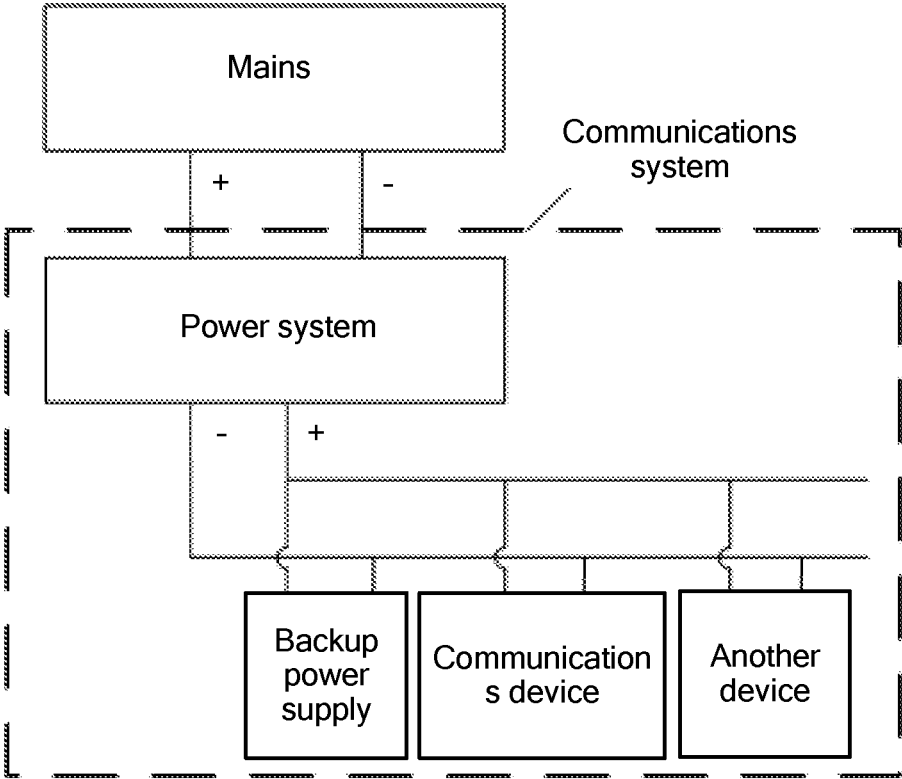 Mains
Communications
system
+
-
Power system
-
+
Backup
power
supply
Communication
s device
Another
device